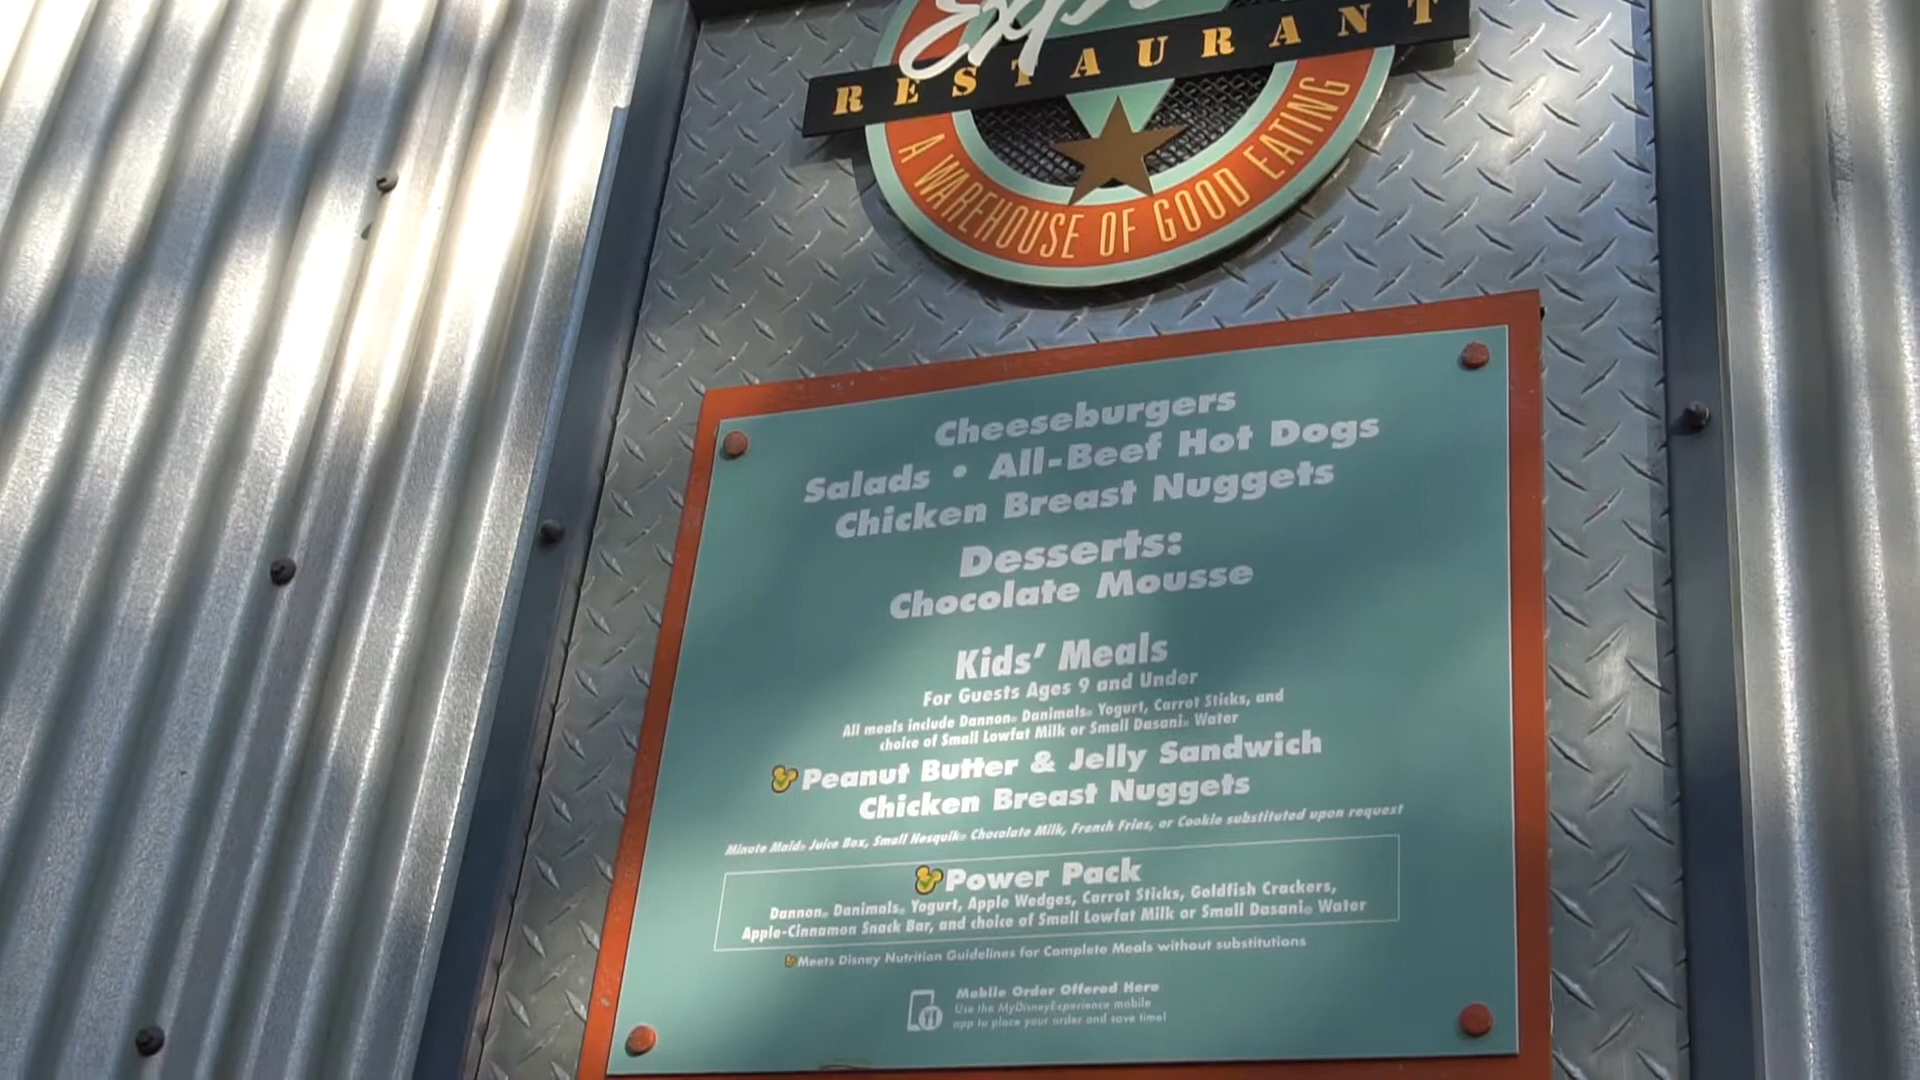 RESTAURANT
A WAREHOUSE OF GOOD EATING
Cheeseburgers
Salads • All-Beef Hot Dogs
Chicken Breast Nuggets
Desserts:
Chocolate Mousse
Kids' Meals
For Guests Ages 9 and Under
All meals include Dannon® Danimals® Yogurt, Carrot Sticks, and
choice of Small Lowfat Milk or Small Dasani® Water
Peanut Butter & Jelly Sandwich
Chicken Breast Nuggets
Minute Maid® Juice Box, Small Nesquik® Chocolate Milk, French Fries, or Cookie substituted upon request
Power Pack
Dannon® Danimals® Yogurt, Apple Wedges, Carrot Sticks, Goldfish Crackers,
Apple-Cinnamon Snack Bar, and choice of Small Lowfat Milk or Small Dasani® Water
Meets Disney Nutrition Guidelines for Complete Meals without substitutions
Mobile Order Offered Here
Use the MyDisneyExperience mobile
app to place your order and save time!